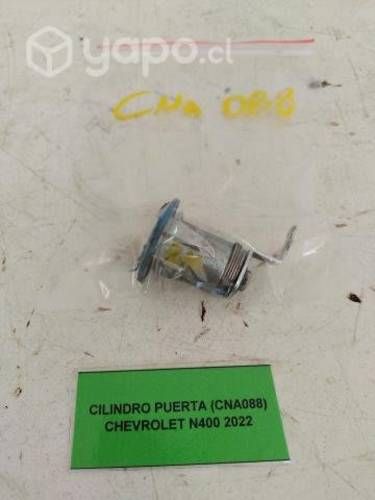 yapo.cl
CNA 088
CILINDRO PUERTA (CNA088)
CHEVROLET N400 2022